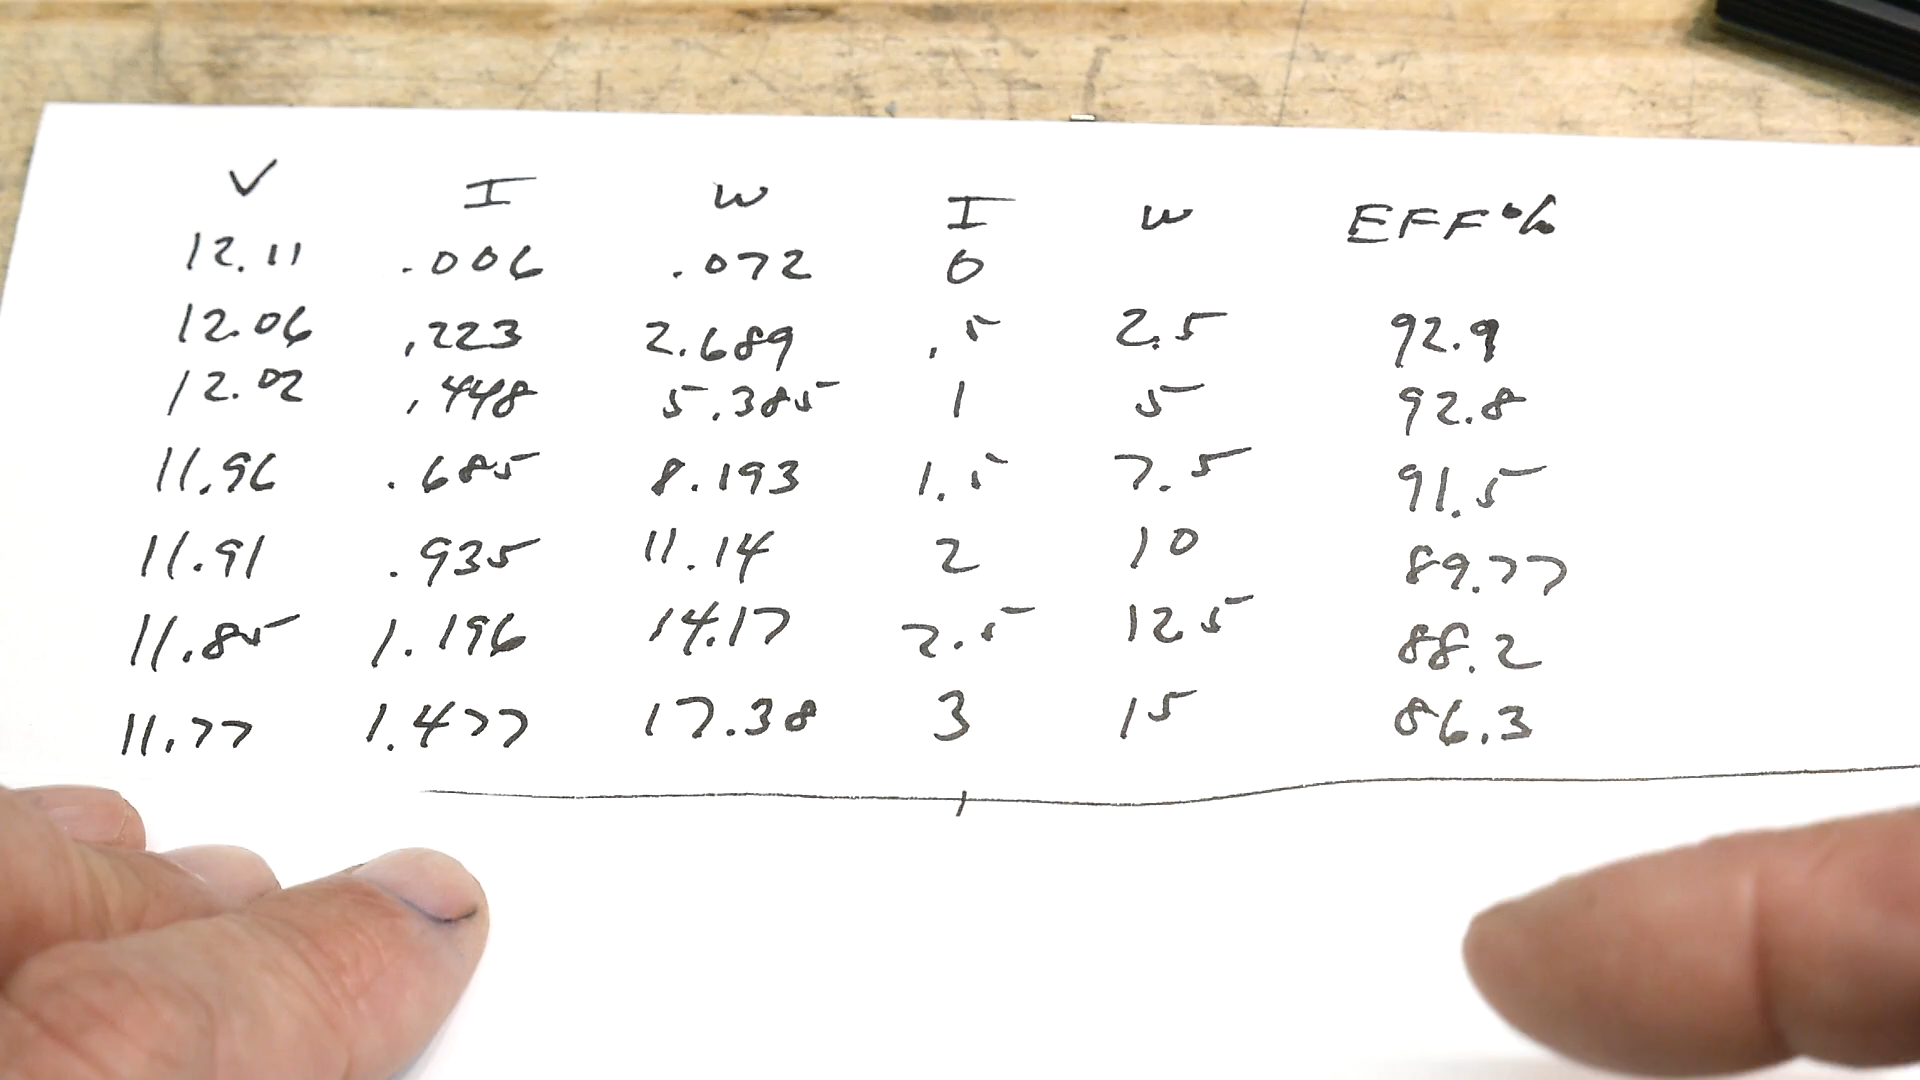 V I W I W EFF%
12.11 .006 .072 0
12.06 .223 2.689 .5 2.5 92.9
12.02 .448 5.385 1 5 92.8
11.96 .685 8.193 1.5 7.5 91.5
11.91 .935 11.14 2 10 89.77
11.85 1.196 14.17 2.5 12.5 88.2
11.77 1.477 17.38 3 15 86.3